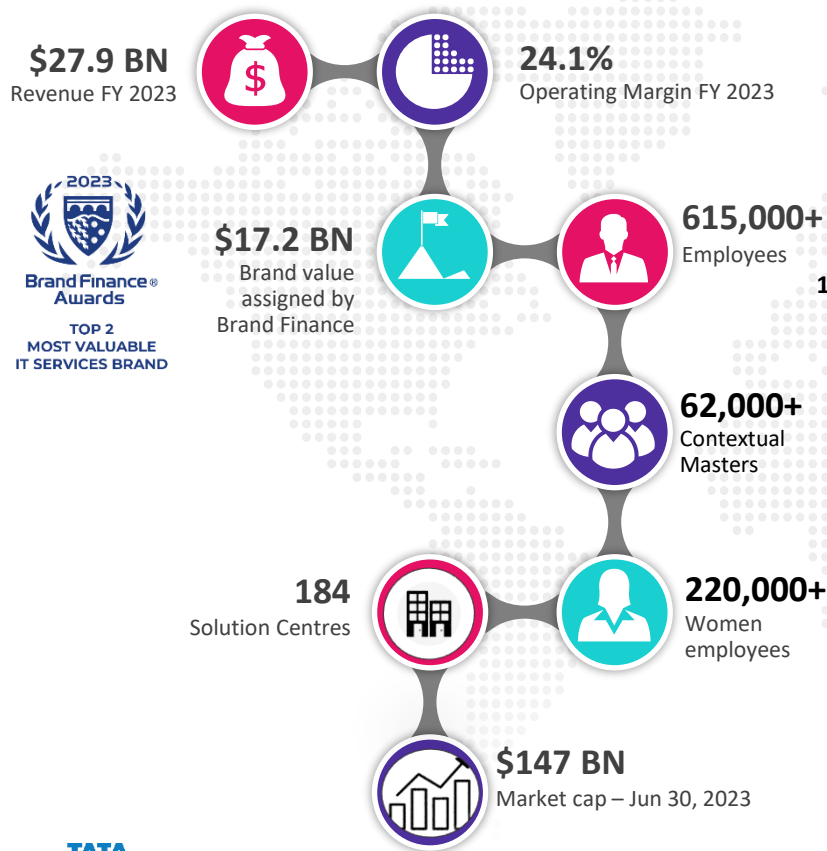 $27.9 BN
Revenue FY 2023
$
24.1%
Operating Margin FY 2023
2023
Brand Finance®
Awards
TOP 2
MOST VALUABLE
IT SERVICES BRAND
$17.2 BN
Brand value
assigned by
Brand Finance
615,000+
Employees
1
62,000+
Contextual
Masters
184
Solution Centres
220,000+
Women
employees
$147 BN
Market cap – Jun 30, 2023
TATA